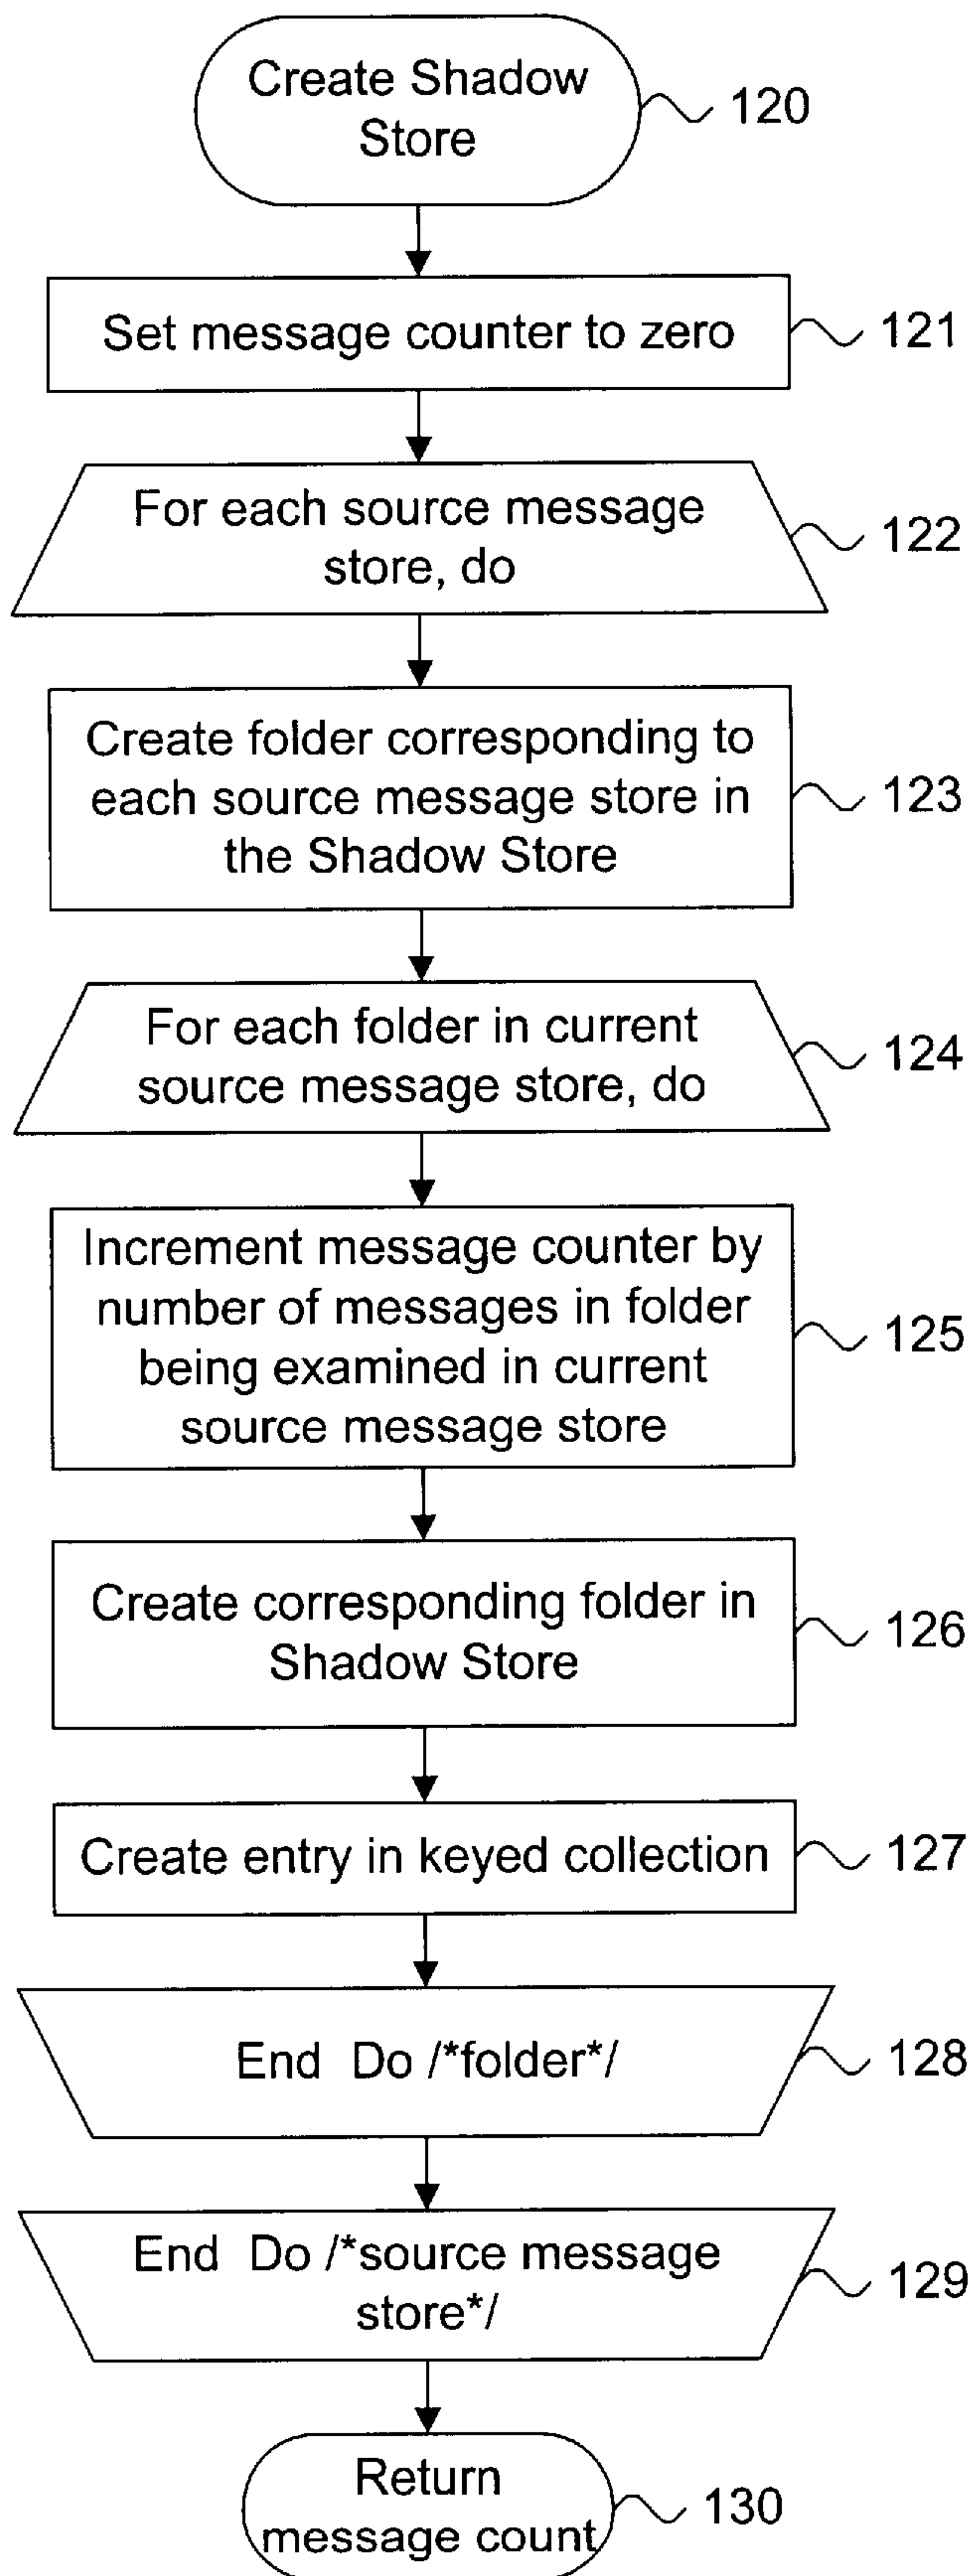 Create Shadow
Store
120
Set message counter to zero
121
For each source message
store, do
122
Create folder corresponding to
each source message store in
the Shadow Store
123
For each folder in current
source message store, do
124
Increment message counter by
number of messages in folder
being examined in current
source message store
125
Create corresponding folder in
Shadow Store
126
Create entry in keyed collection
127
End Do /*folder*/
128
End Do /*source message
store*/
129
Return
message count
130